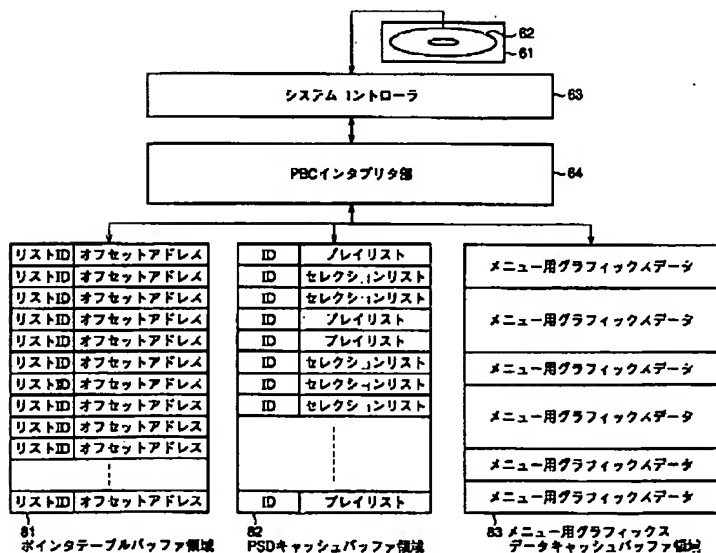 62
61
システムコントローラ
63
PBCインタプリタ部
64
リストID オフセットアドレス
リストID オフセットアドレス
リストID オフセットアドレス
リストID オフセットアドレス
リストID オフセットアドレス
リストID オフセットアドレス
リストID オフセットアドレス
リストID オフセットアドレス
リストID オフセットアドレス
リストID オフセットアドレス
リストID オフセットアドレス
81
ポインタテーブルバッファ領域
ID プレイリスト
ID セレクションリスト
ID セレクションリスト
ID プレイリスト
ID プレイリスト
ID セレクションリスト
ID セレクションリスト
ID セレクションリスト
ID プレイリスト
82
PSDキャッシュバッファ領域
メニュー用グラフィックスデータ
メニュー用グラフィックスデータ
メニュー用グラフィックスデータ
メニュー用グラフィックスデータ
メニュー用グラフィックスデータ
メニュー用グラフィックスデータ
83 メニュー用グラフィックス
データキャッシュバッファ領域